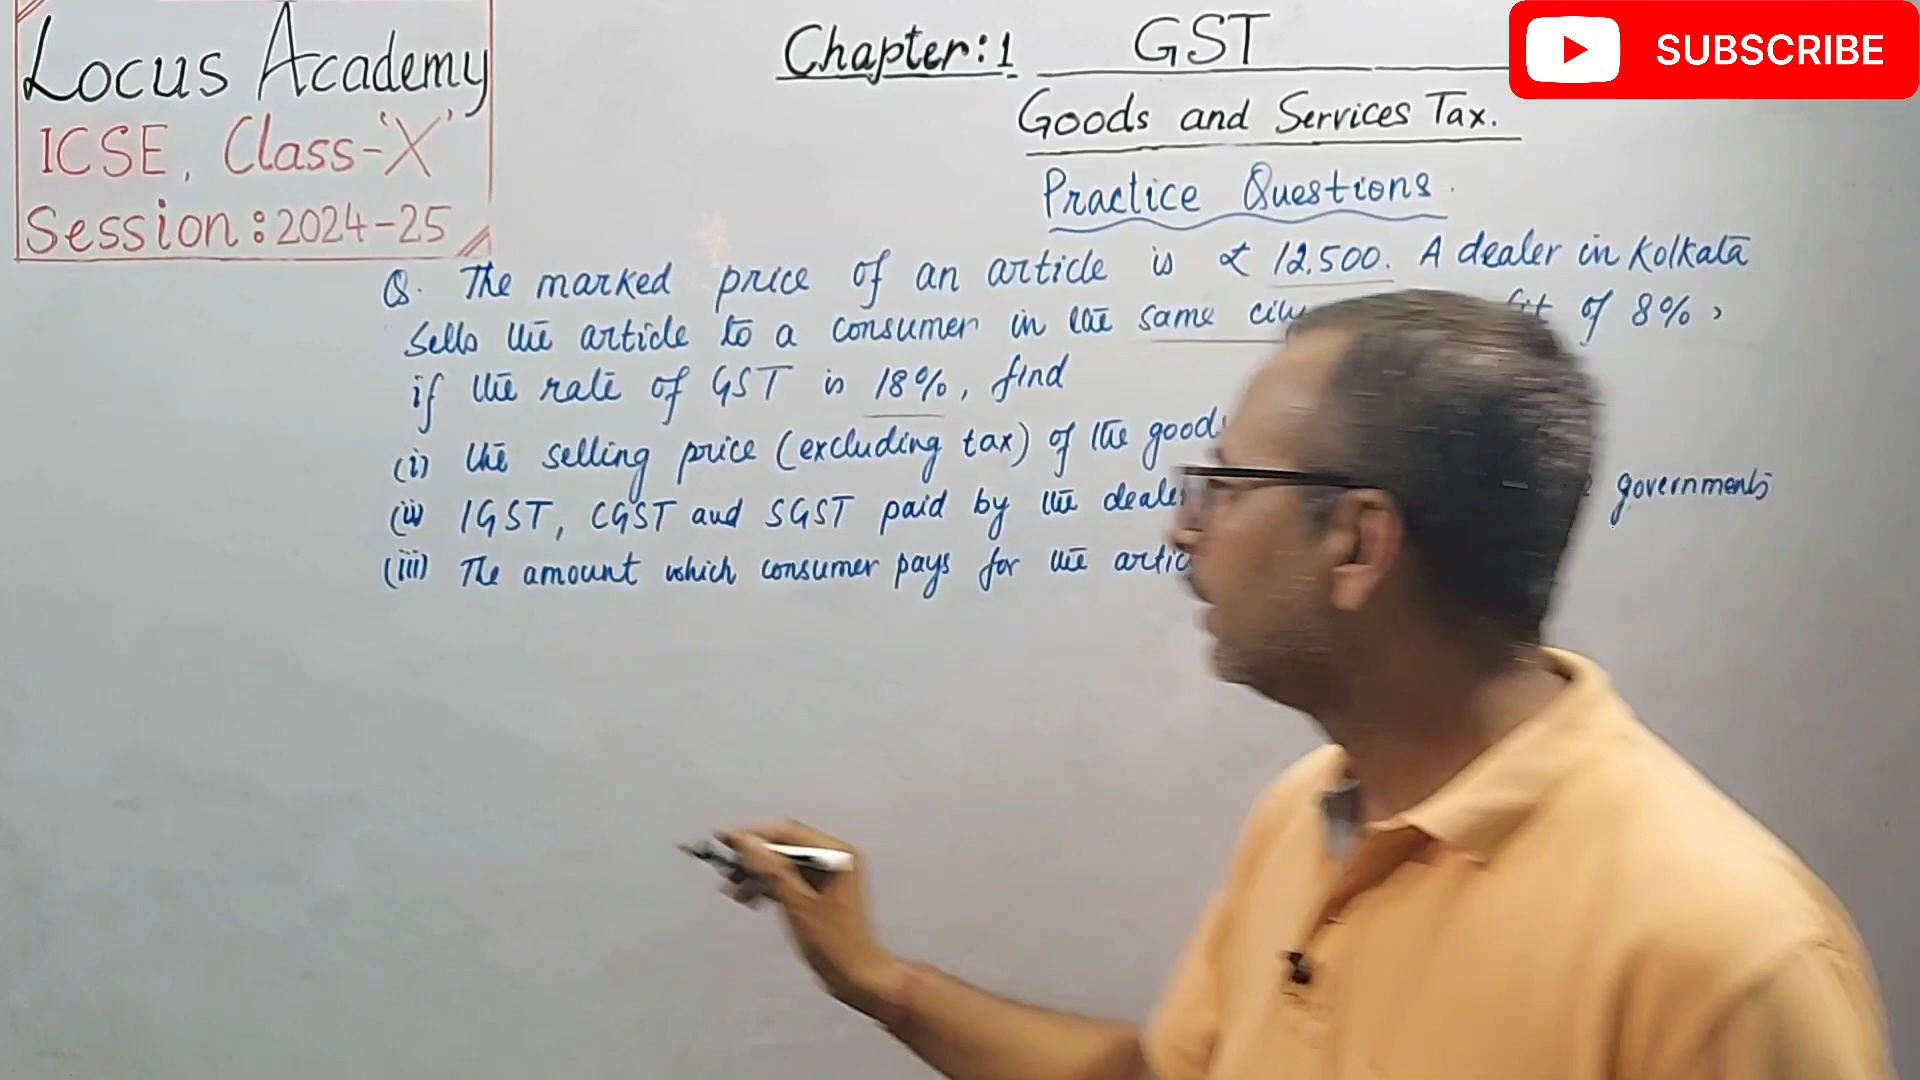 Locus Academy
ICSE, Class-'X'
Session: 2024-25
Chapter: 1 GST
SUBSCRIBE
Goods and Services Tax.
Practice Questions.
Q. The marked price of an article is ₹ 12,500. A dealer in Kolkata
sells the article to a consumer in the same of 8%,
if the rate of GST is 18%, find
(i) the selling price (excluding tax) of the
(ii) IGST, CGST and SGST paid by the governments
(iii) The amount which consumer pays for the